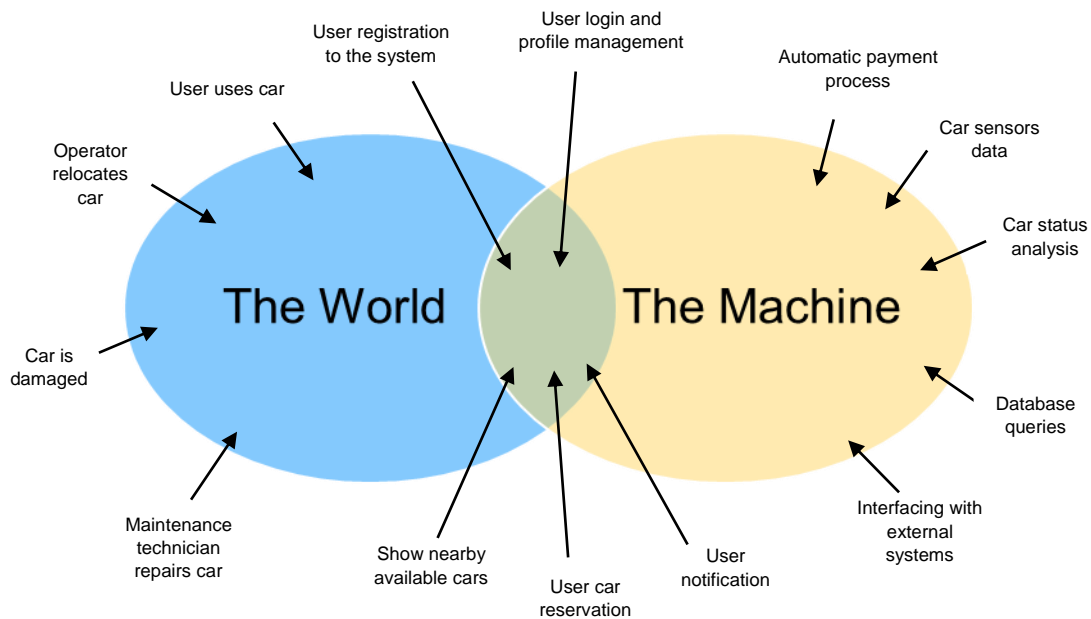 User registration
to the system
User login and
profile management
Automatic payment
process
User uses car
Car sensors
data
Operator
relocates
car
Car status
analysis
The World
The Machine
Car is
damaged
Database
queries
Maintenance
technician
repairs car
Show nearby
available cars
User car
reservation
User
notification
Interfacing with
external
systems